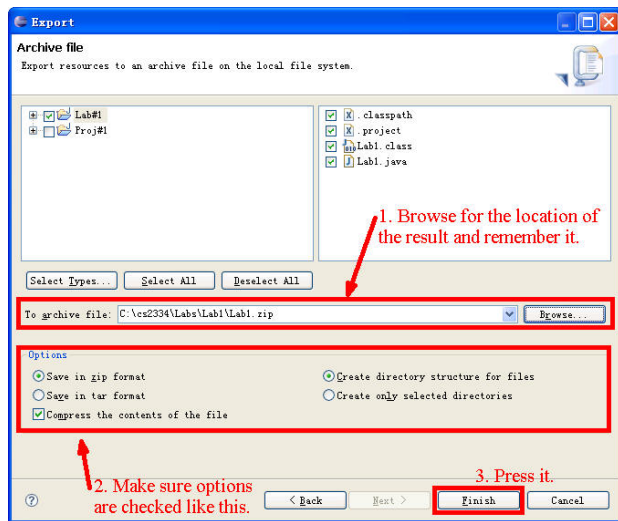 Export
Archive file
Export resources to an archive file on the local file system.
Lab#1
Proj#1
.classpath
.project
Lab1.class
Lab1.java
1. Browse for the location of
the result and remember it.
Select Types...
Select All
Deselect All
To archive file: C:\cs2334\Labs\Lab1\Lab1.zip
Browse...
Options
Save in zip format
Create directory structure for files
Save in tar format
Create only selected directories
Compress the contents of the file
2. Make sure options
are checked like this.
3. Press it.
?
< Back
Next >
Finish
Cancel